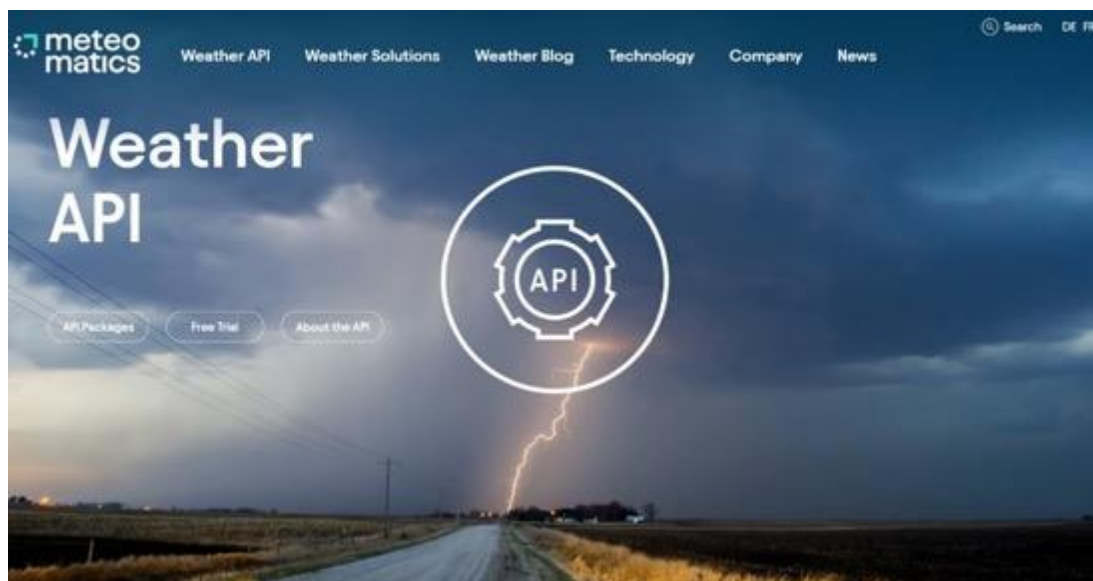 meteo
matics
Weather API
Weather Solutions
Weather Blog
Technology
Company
News
Search
DE FR
Weather
API
API
API Packages
Free Trial
About the API